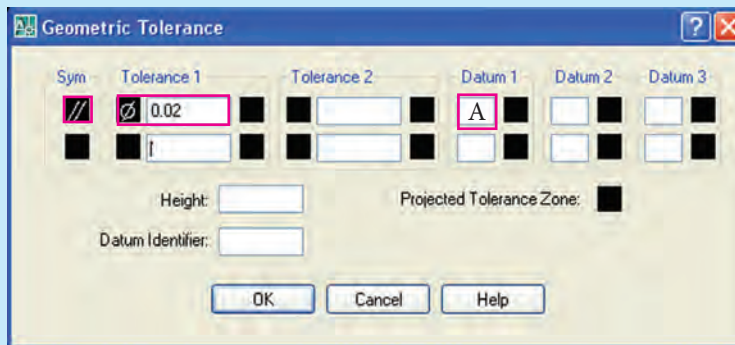 Geometric Tolerance
Sym Tolerance 1 Tolerance 2 Datum 1 Datum 2 Datum 3
// Ø 0.02 A
Height: Projected Tolerance Zone:
Datum Identifier:
OK Cancel Help